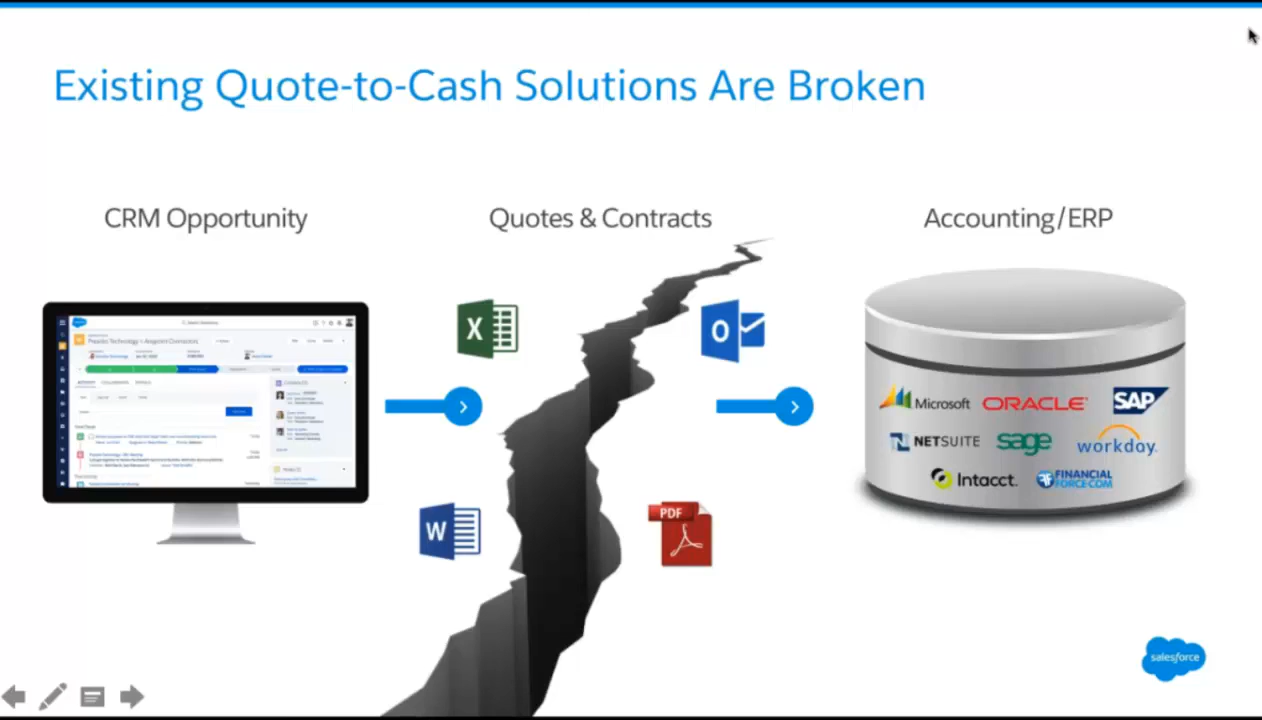 Existing Quote-to-Cash Solutions Are Broken
CRM Opportunity
Quotes & Contracts
Accounting/ERP
X
O
W
PDF
Microsoft
ORACLE
SAP
NETSUITE
sage
workday.
Intacct.
FINANCIAL
FORCE.COM
salesforce